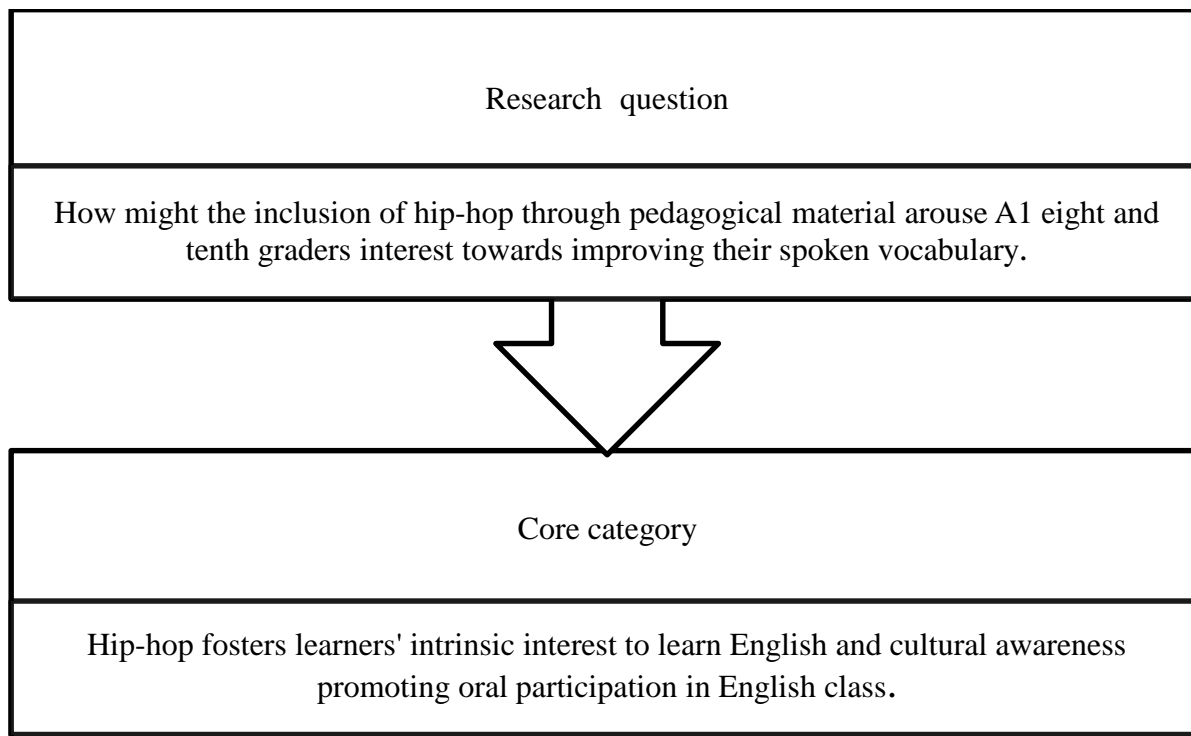 Research question
How might the inclusion of hip-hop through pedagogical material arouse A1 eight and
tenth graders interest towards improving their spoken vocabulary.
Core category
Hip-hop fosters learners' intrinsic interest to learn English and cultural awareness
promoting oral participation in English class.